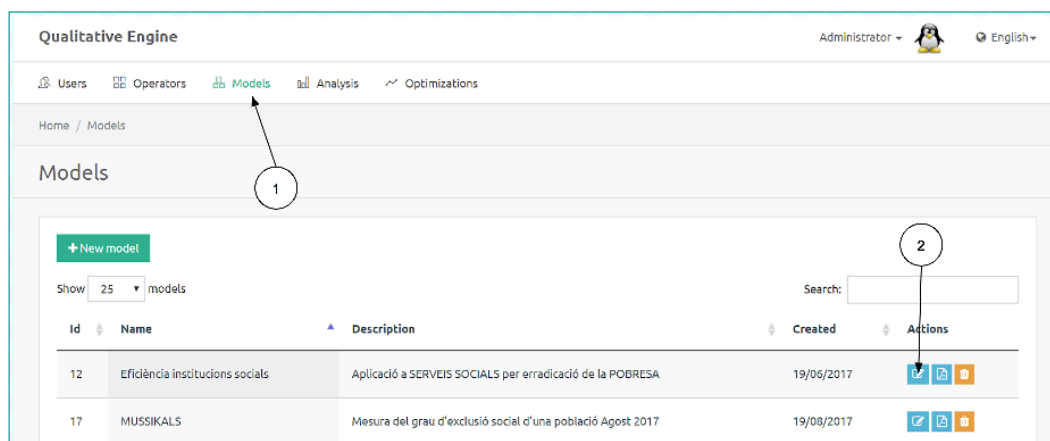 Qualitative Engine
Administrator
English
Users Operators Models Analysis Optimizations
Home / Models
Models
1
+New model
2
Show 25 models
Search:
Id Name Description Created Actions
12 Eficiència institucions socials Aplicació a SERVEIS SOCIALS per erradicació de la POBRESA 19/06/2017
17 MUSSIKALS Mesura del grau d'exclusió social d'una població Agost 2017 19/08/2017